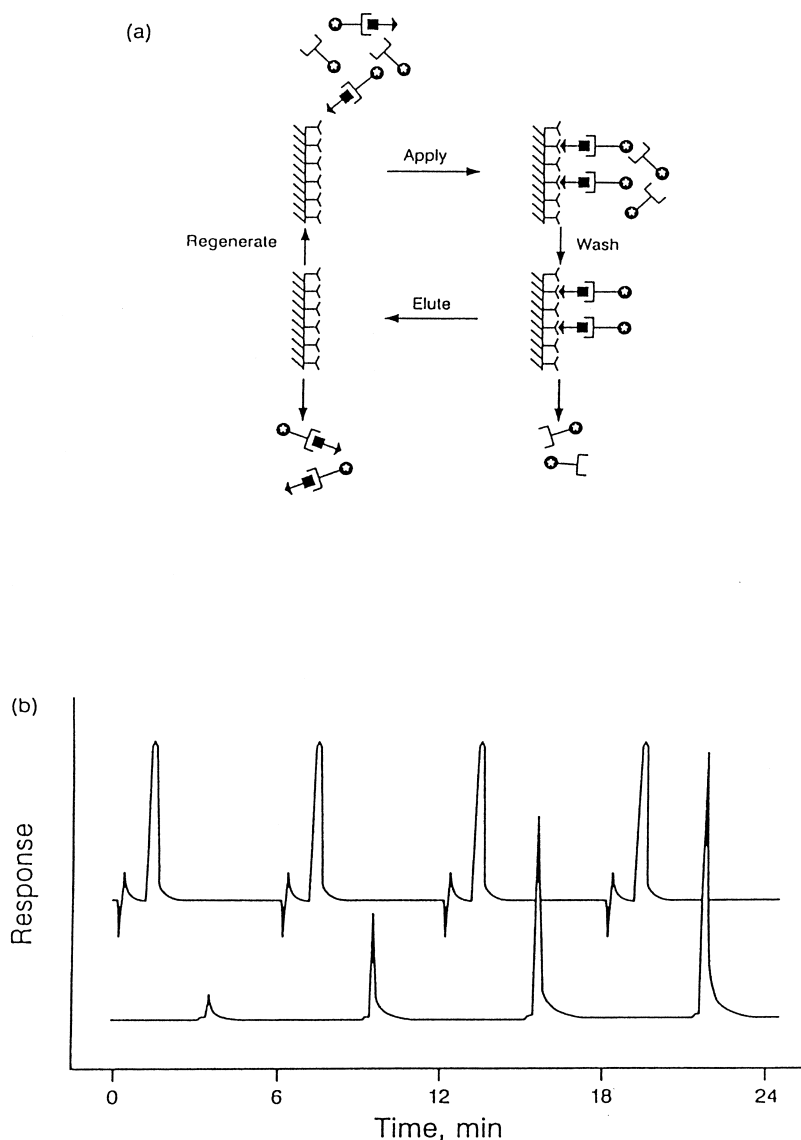 (a)
Apply
Regenerate
Wash
Elute
(b)
Response
0 6 12 18 24
Time, min